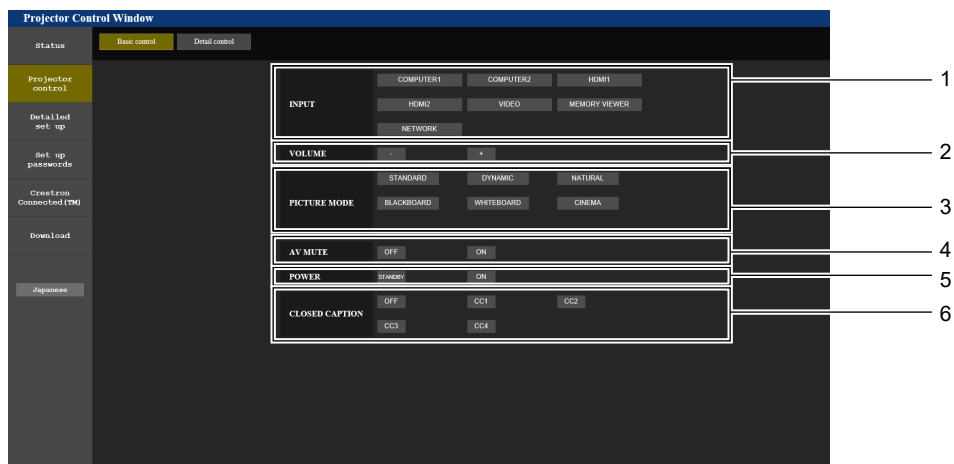 Projector Control Window
Status
Basic control
Detail control
Projector
control
Detailed
set up
Set up
passwords
Crestron
Connected(TM)
Download
Japanese
INPUT
COMPUTER1 COMPUTER2 HDMI1
HDMI2 VIDEO MEMORY VIEWER
NETWORK
1
VOLUME - +
2
PICTURE MODE
STANDARD DYNAMIC NATURAL
BLACKBOARD WHITEBOARD CINEMA
3
AV MUTE OFF ON
4
POWER STANDBY ON
5
CLOSED CAPTION
OFF CC1 CC2
CC3 CC4
6